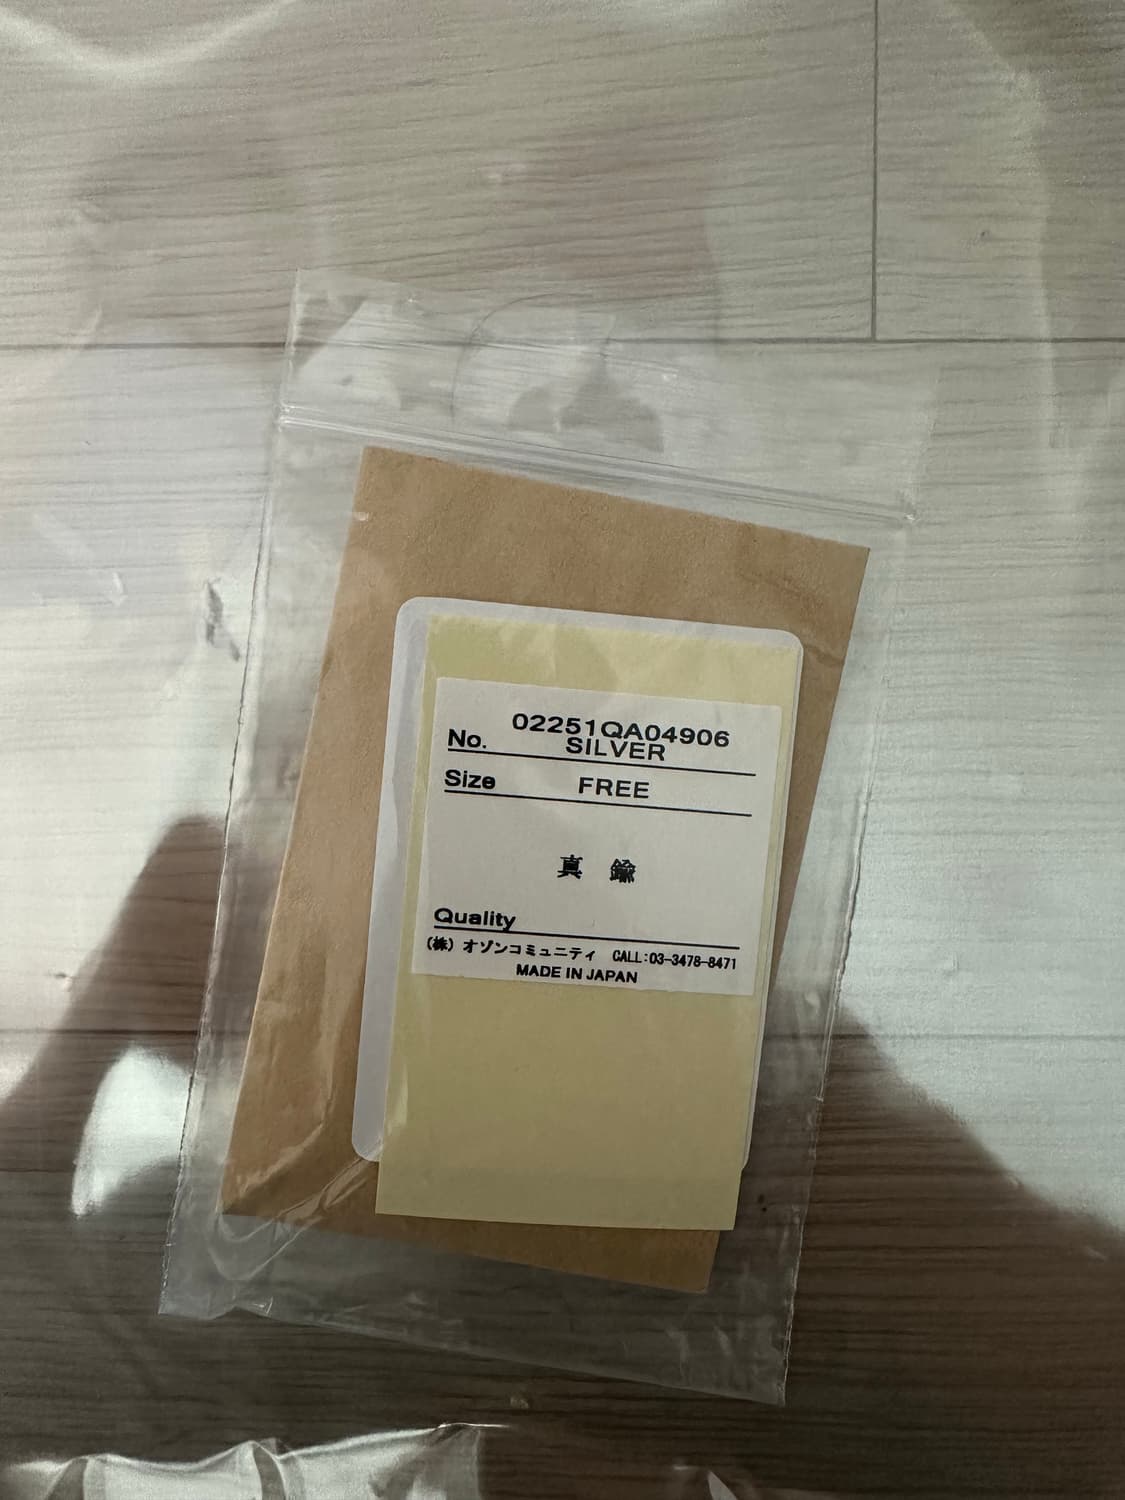 02251QA04906
No. SILVER
Size FREE
真 鍮
Quality
(株) オゾンコミュニティ CALL:03-3478-8471
MADE IN JAPAN